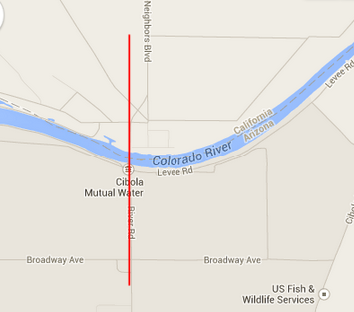 Neighbors Blvd
Levee Rd
California
Arizona
Colorado River
Levee Rd
Cibola
Mutual Water
River Rd
Broadway Ave
Broadway Ave
US Fish &
Wildlife Services